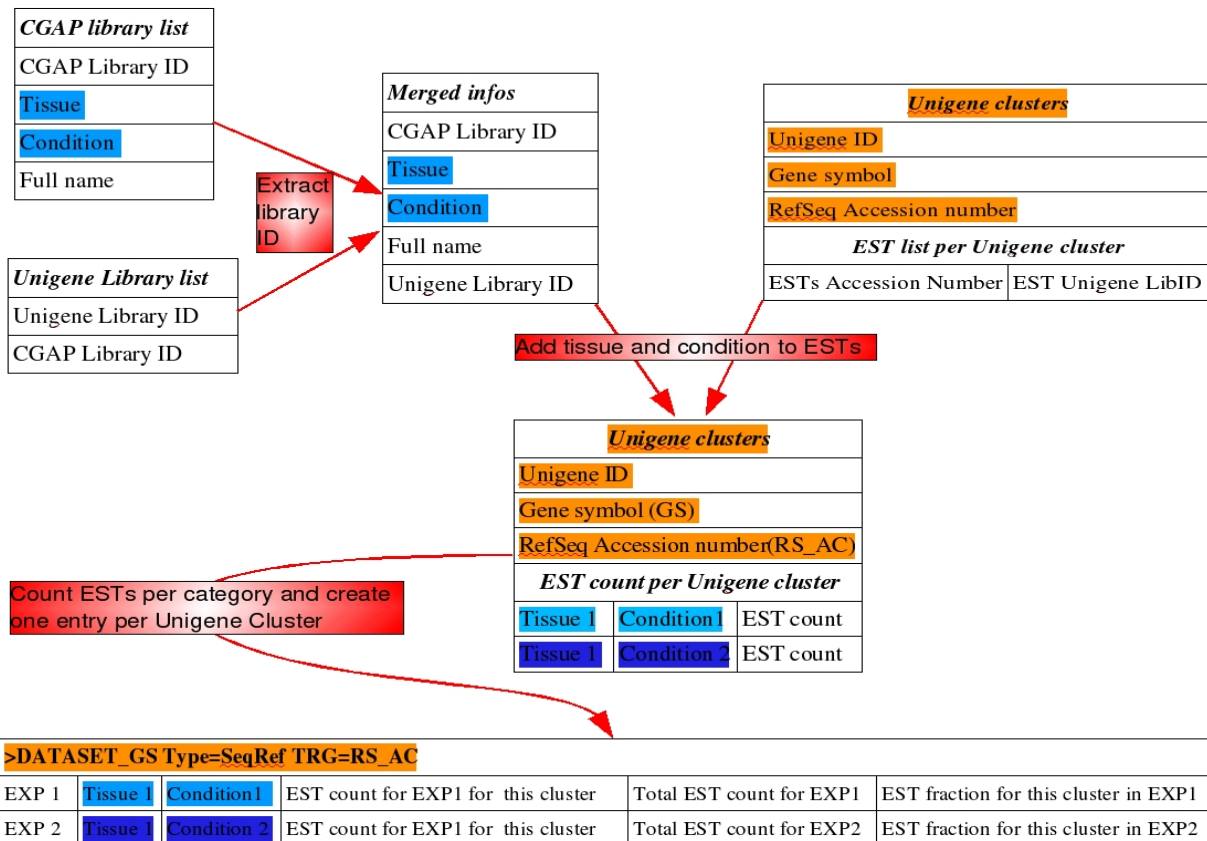 CGAP library list
CGAP Library ID
Tissue
Condition
Full name
Extract
library
ID
Unigene Library list
Unigene Library ID
CGAP Library ID
Merged infos
CGAP Library ID
Tissue
Condition
Full name
Unigene Library ID
Unigene clusters
Unigene ID
Gene symbol
RefSeq Accession number
EST list per Unigene cluster
ESTs Accession Number EST Unigene LibID
Add tissue and condition to ESTs
Unigene clusters
Unigene ID
Gene symbol (GS)
RefSeq Accession number(RS_AC)
EST count per Unigene cluster
Tissue 1 Condition1 EST count
Tissue 1 Condition 2 EST count
Count ESTs per category and create
one entry per Unigene Cluster
>DATASET_GS Type=SeqRef TRG=RS_AC
EXP 1 Tissue 1 Condition1 EST count for EXP1 for this cluster Total EST count for EXP1 EST fraction for this cluster in EXP1
EXP 2 Tissue 1 Condition 2 EST count for EXP1 for this cluster Total EST count for EXP2 EST fraction for this cluster in EXP2